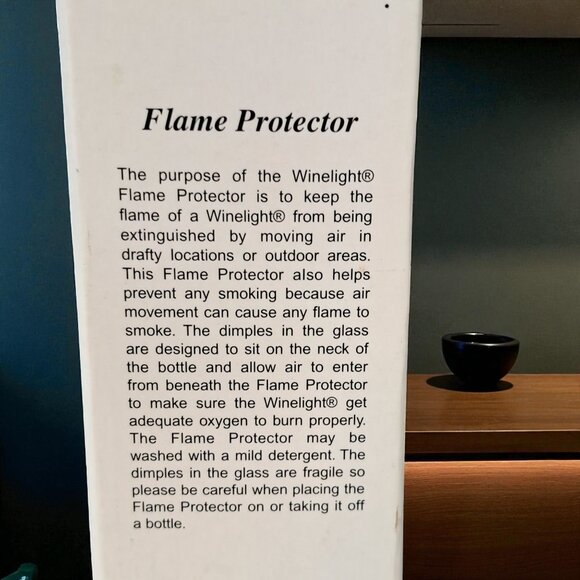 Flame Protector
The purpose of the Winelight®
Flame Protector is to keep the
flame of a Winelight® from being
extinguished by moving air in
drafty locations or outdoor areas.
This Flame Protector also helps
prevent any smoking because air
movement can cause any flame to
smoke. The dimples in the glass
are designed to sit on the neck of
the bottle and allow air to enter
from beneath the Flame Protector
to make sure the Winelight® get
adequate oxygen to burn properly.
The Flame Protector may be
washed with a mild detergent. The
dimples in the glass are fragile so
please be careful when placing the
Flame Protector on or taking it off
a bottle.